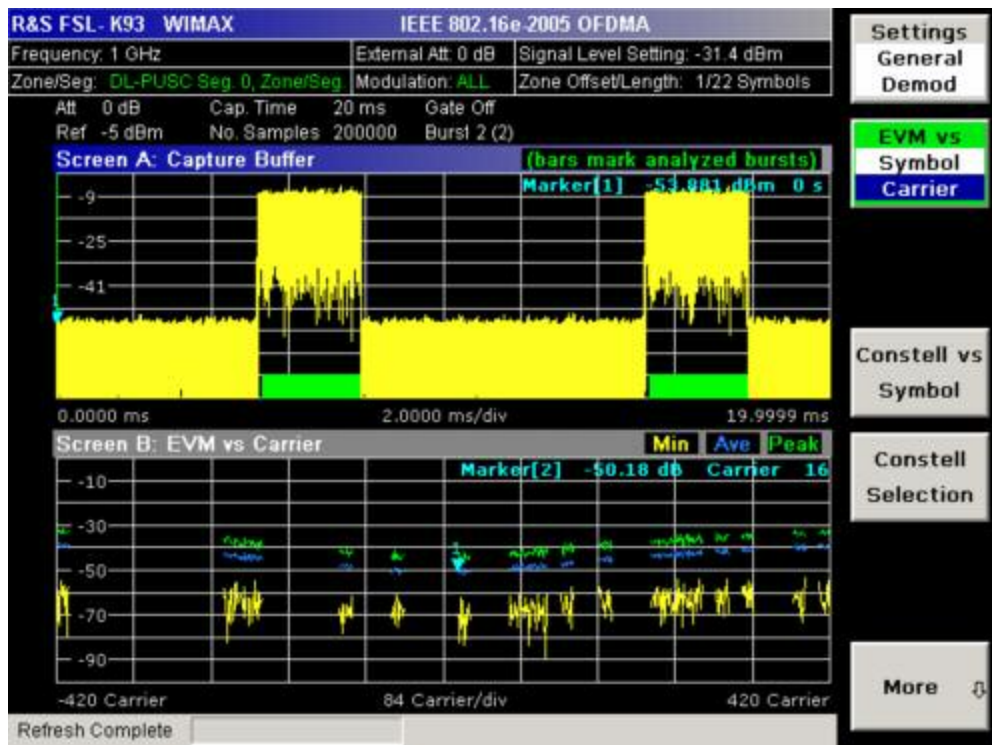 R&S FSL- K93 WIMAX IEEE 802.16e-2005 OFDMA
Frequency: 1 GHz External Att: 0 dB Signal Level Setting: -31.4 dBm
Zone/Seg: DL-PUSC Seg. 0, Zone/Seg Modulation: ALL Zone Offset/Length: 1/22 Symbols
Att 0 dB Cap. Time 20 ms Gate Off
Ref -5 dBm No. Samples 200000 Burst 2 (2)
Screen A: Capture Buffer (bars mark analyzed bursts)
Marker[1] -53.981 dBm 0 s
-9
-25
-41
0.0000 ms 2.0000 ms/div 19.9999 ms
Screen B: EVM vs Carrier Min Ave Peak
Marker[2] -50.18 dB Carrier 16
-10
-30
-50
-70
-90
-420 Carrier 84 Carrier/div 420 Carrier
Refresh Complete
Settings
General
Demod
EVM vs
Symbol
Carrier
Constell vs
Symbol
Constell
Selection
More